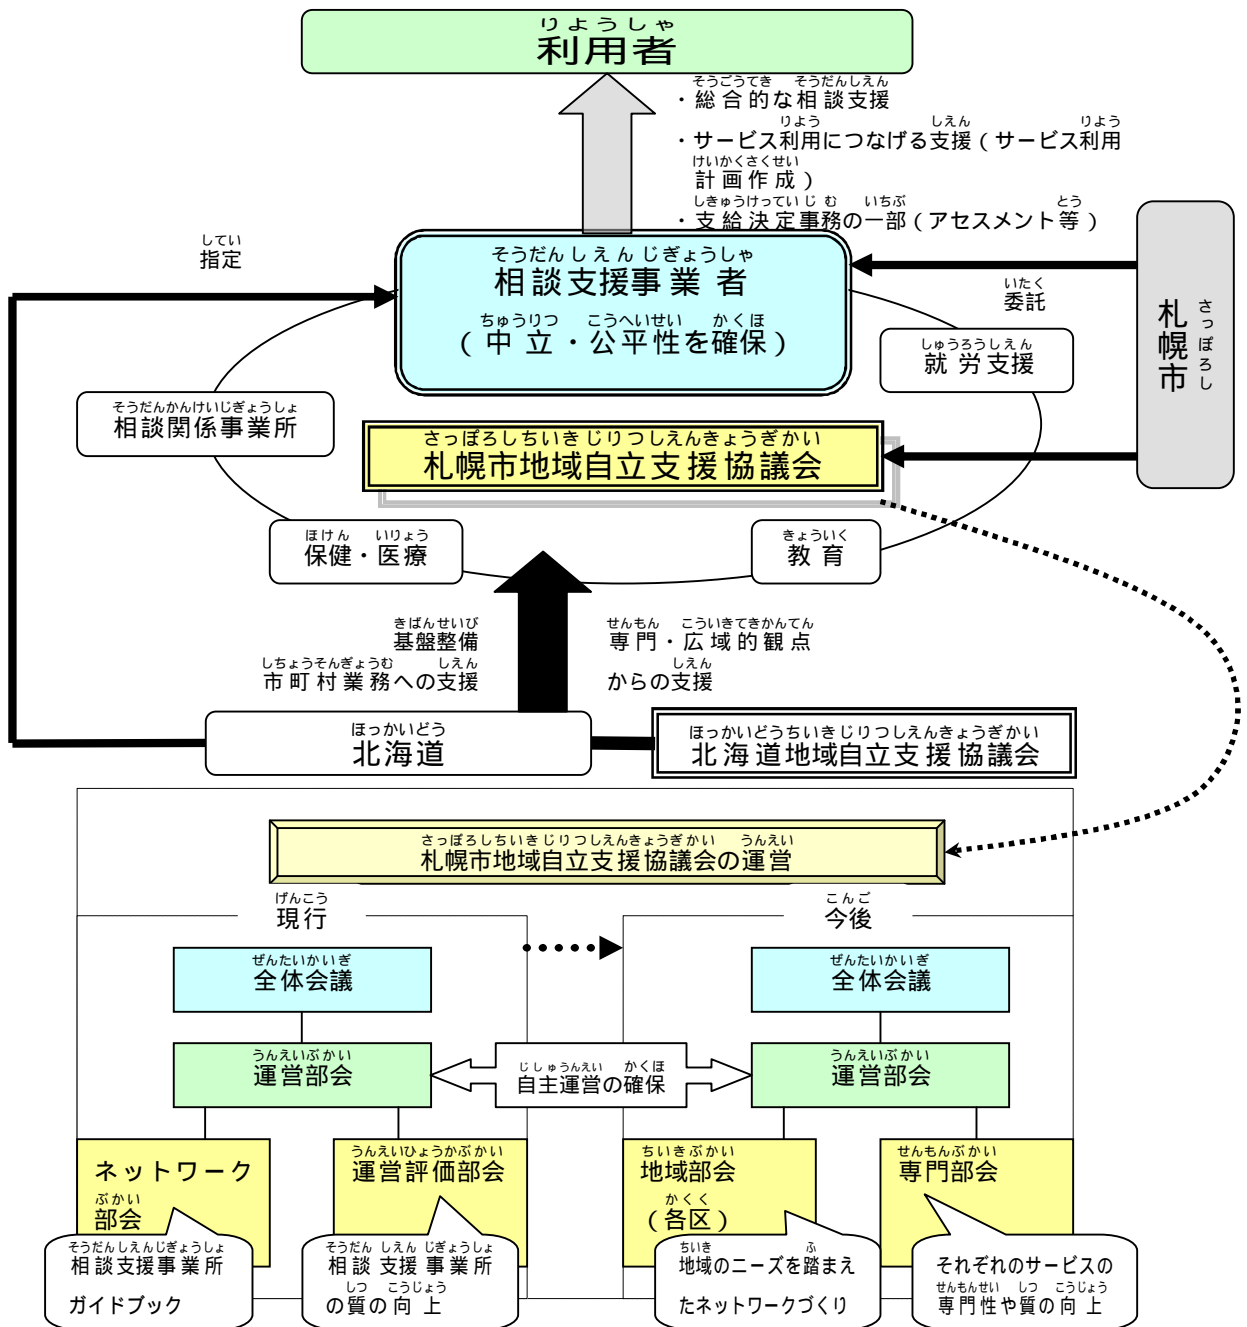 りようしゃ
利用者
そうごうてき そうだんしえん
・総合的な相談支援
りよう しえん りよう
・サービス利用につなげる支援（サービス利用
けいかくさくせい
計画作成）
しきゅうけっていじむ いちぶ とう
・支給決定事務の一部（アセスメント等）
してい
指定
そうだんしえんじぎょうしゃ
相談支援事業者
ちゅうりつ こうへいせい かくほ
（中立・公平性を確保）
いたく
委託
さっぽろし
札幌市
しゅうろうしえん
就労支援
そうだんかんけいじぎょうしょ
相談関係事業所
さっぽろしちいきじりつしえんきょうぎかい
札幌市地域自立支援協議会
ほけん いりょう
保健・医療
きょういく
教育
きばんせいび
基盤整備
しちょうそんぎょうむ しえん
市町村業務への支援
せんもん こういきてきかんてん
専門・広域的観点
しえん
からの支援
ほっかいどう
北海道
ほっかいどうちいきじりつしえんきょうぎかい
北海道地域自立支援協議会
さっぽろしちいきじりつしえんきょうぎかい うんえい
札幌市地域自立支援協議会の運営
げんこう
現行
こんご
今後
ぜんたいかいぎ
全体会議
ぜんたいかいぎ
全体会議
うんえいぶかい
運営部会
じしゅうんえい かくほ
自主運営の確保
うんえいぶかい
運営部会
ネットワーク
ぶかい
部会
うんえいひょうかぶかい
運営評価部会
ちいきぶかい
地域部会
かくく
（各区）
せんもんぶかい
専門部会
そうだんしえんじぎょうしょ
相談支援事業所
ガイドブック
そうだん しえん じぎょうしょ
相談支援事業所
しつ こうじょう
の質の向上
ちいき ふ
地域のニーズを踏まえ
たネットワークづくり
それぞれのサービスの
せんもんせい しつ こうじょう
専門性や質の向上